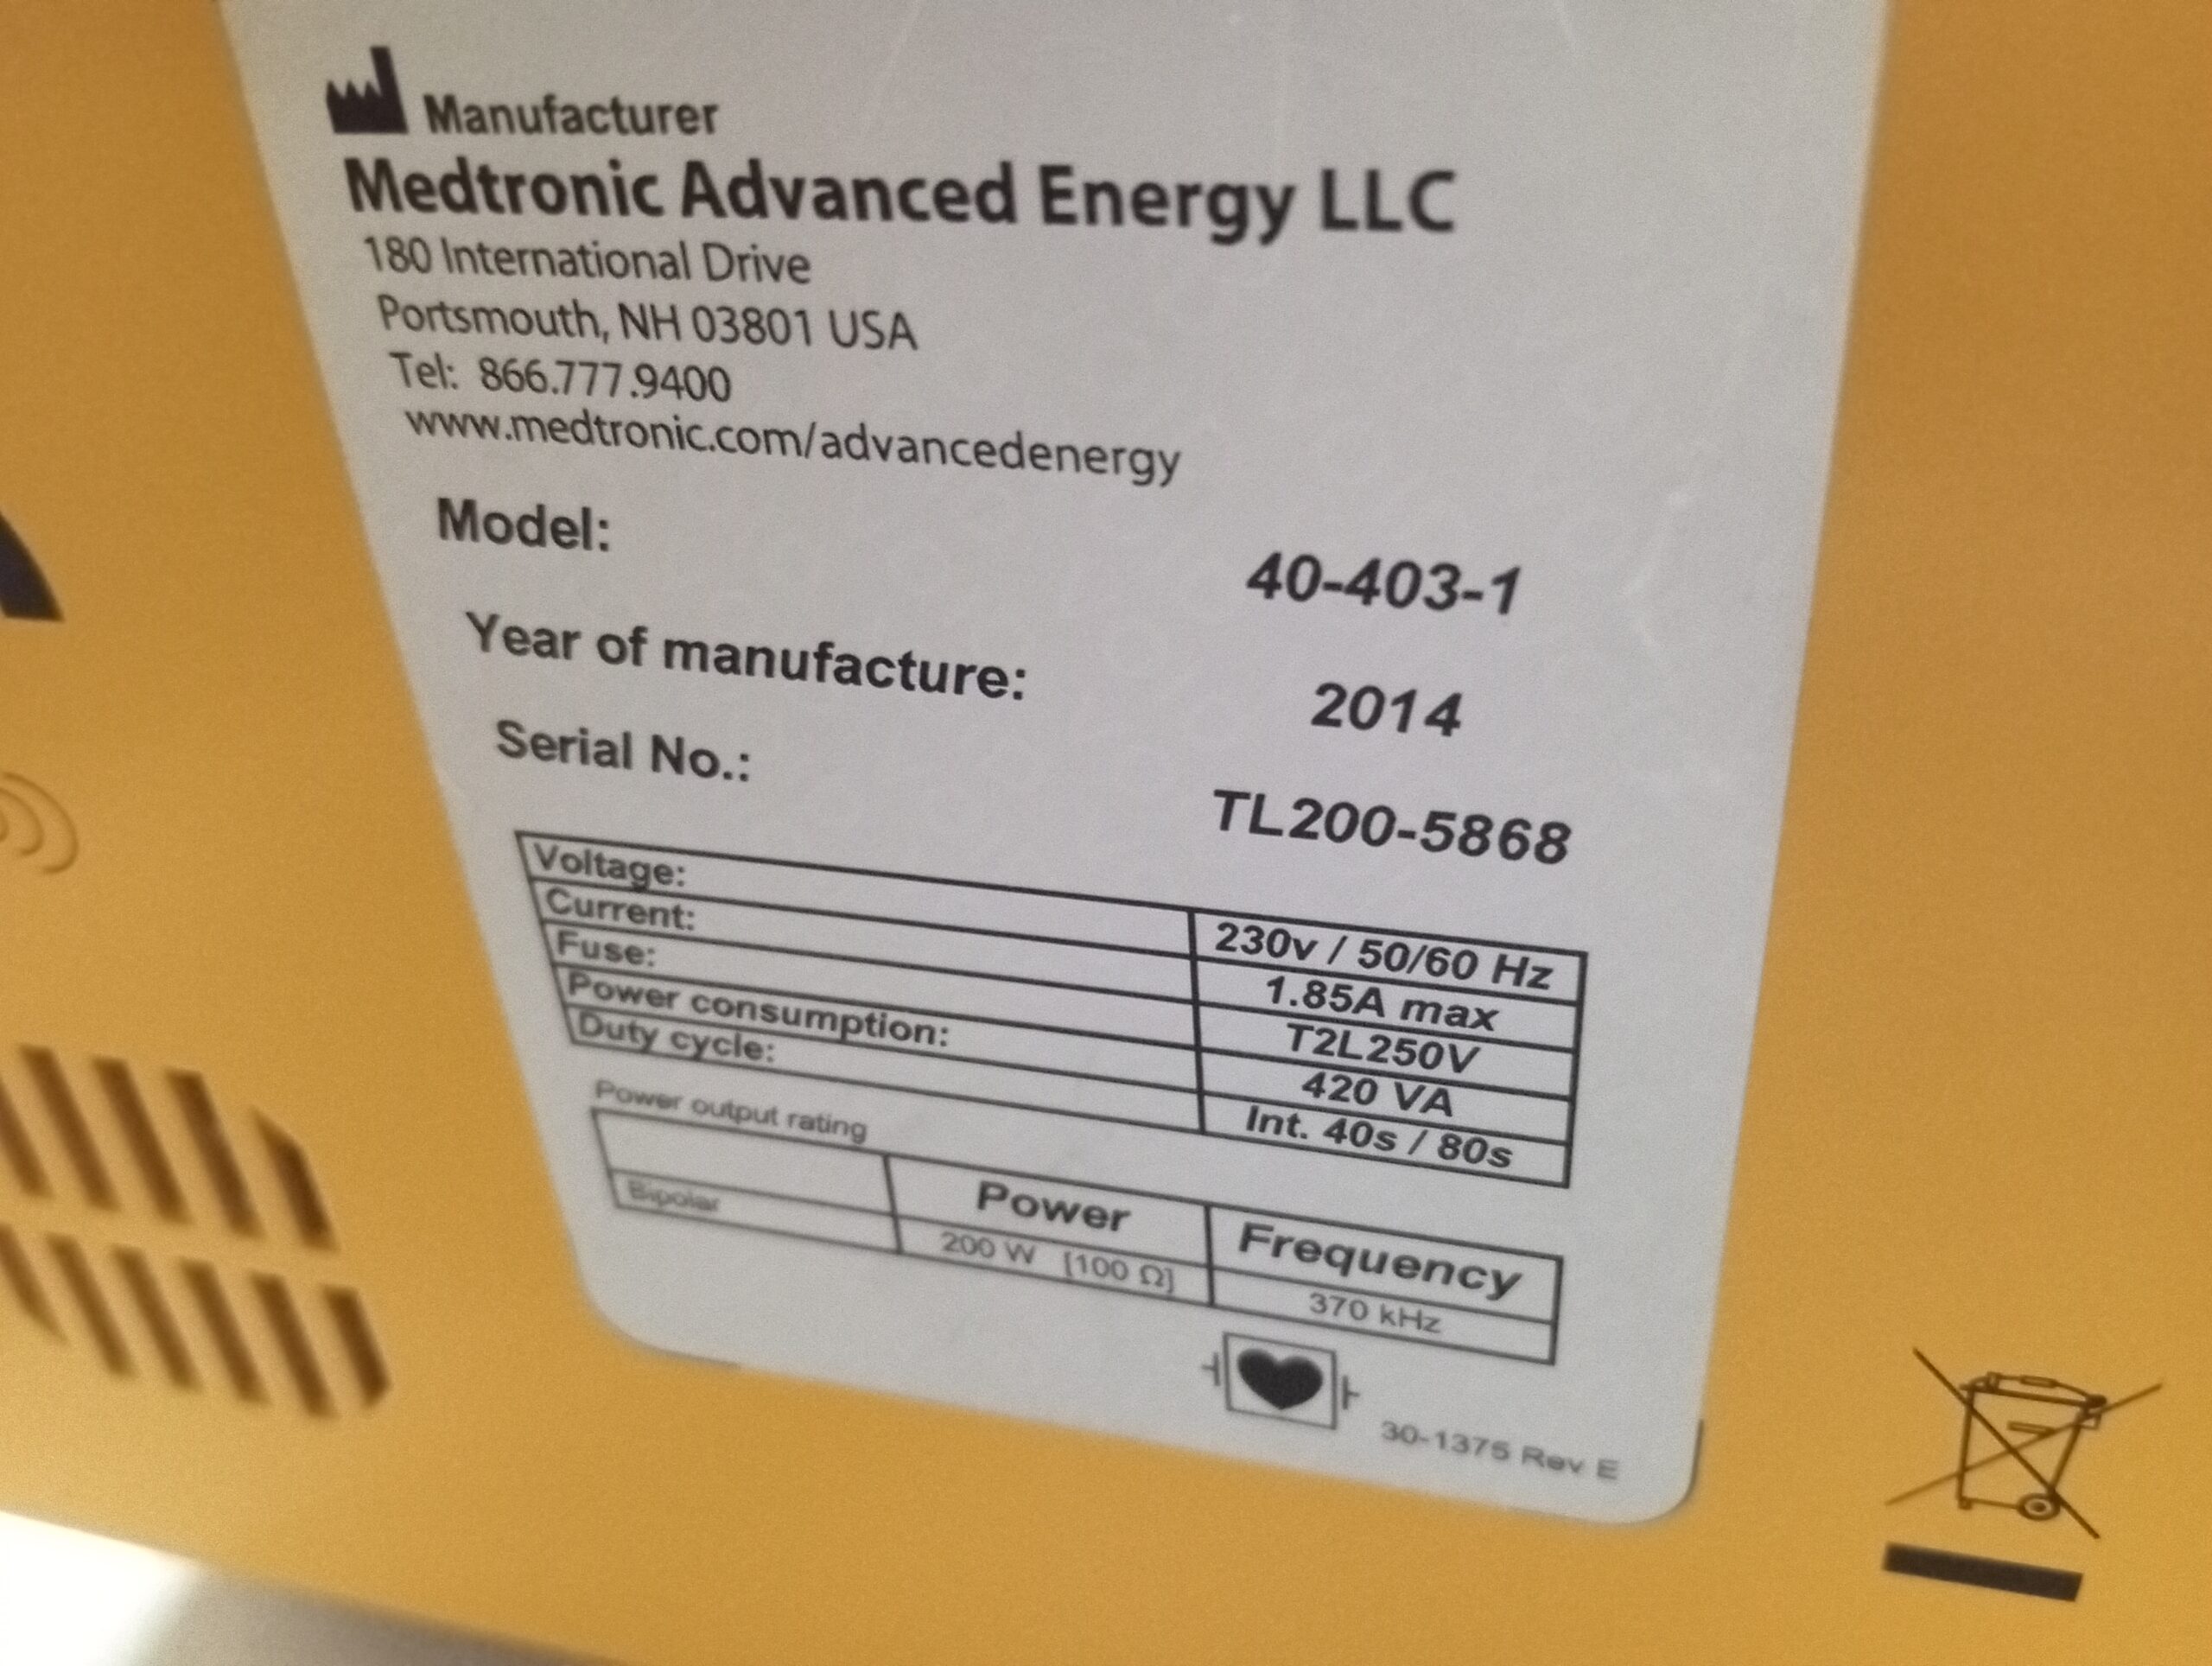 Manufacturer
Medtronic Advanced Energy LLC
180 International Drive
Portsmouth, NH 03801 USA
Tel: 866.777.9400
www.medtronic.com/advancedenergy
Model: 40-403-1
Year of manufacture: 2014
Serial No.: TL200-5868
Voltage: 230v / 50/60 Hz
Current: 1.85A max
Fuse: T2L250V
Power consumption: 420 VA
Duty cycle: Int. 40s / 80s
Power output rating
Power Frequency
Bipolar 200 W [100 Ω] 370 kHz
30-1375 Rev E